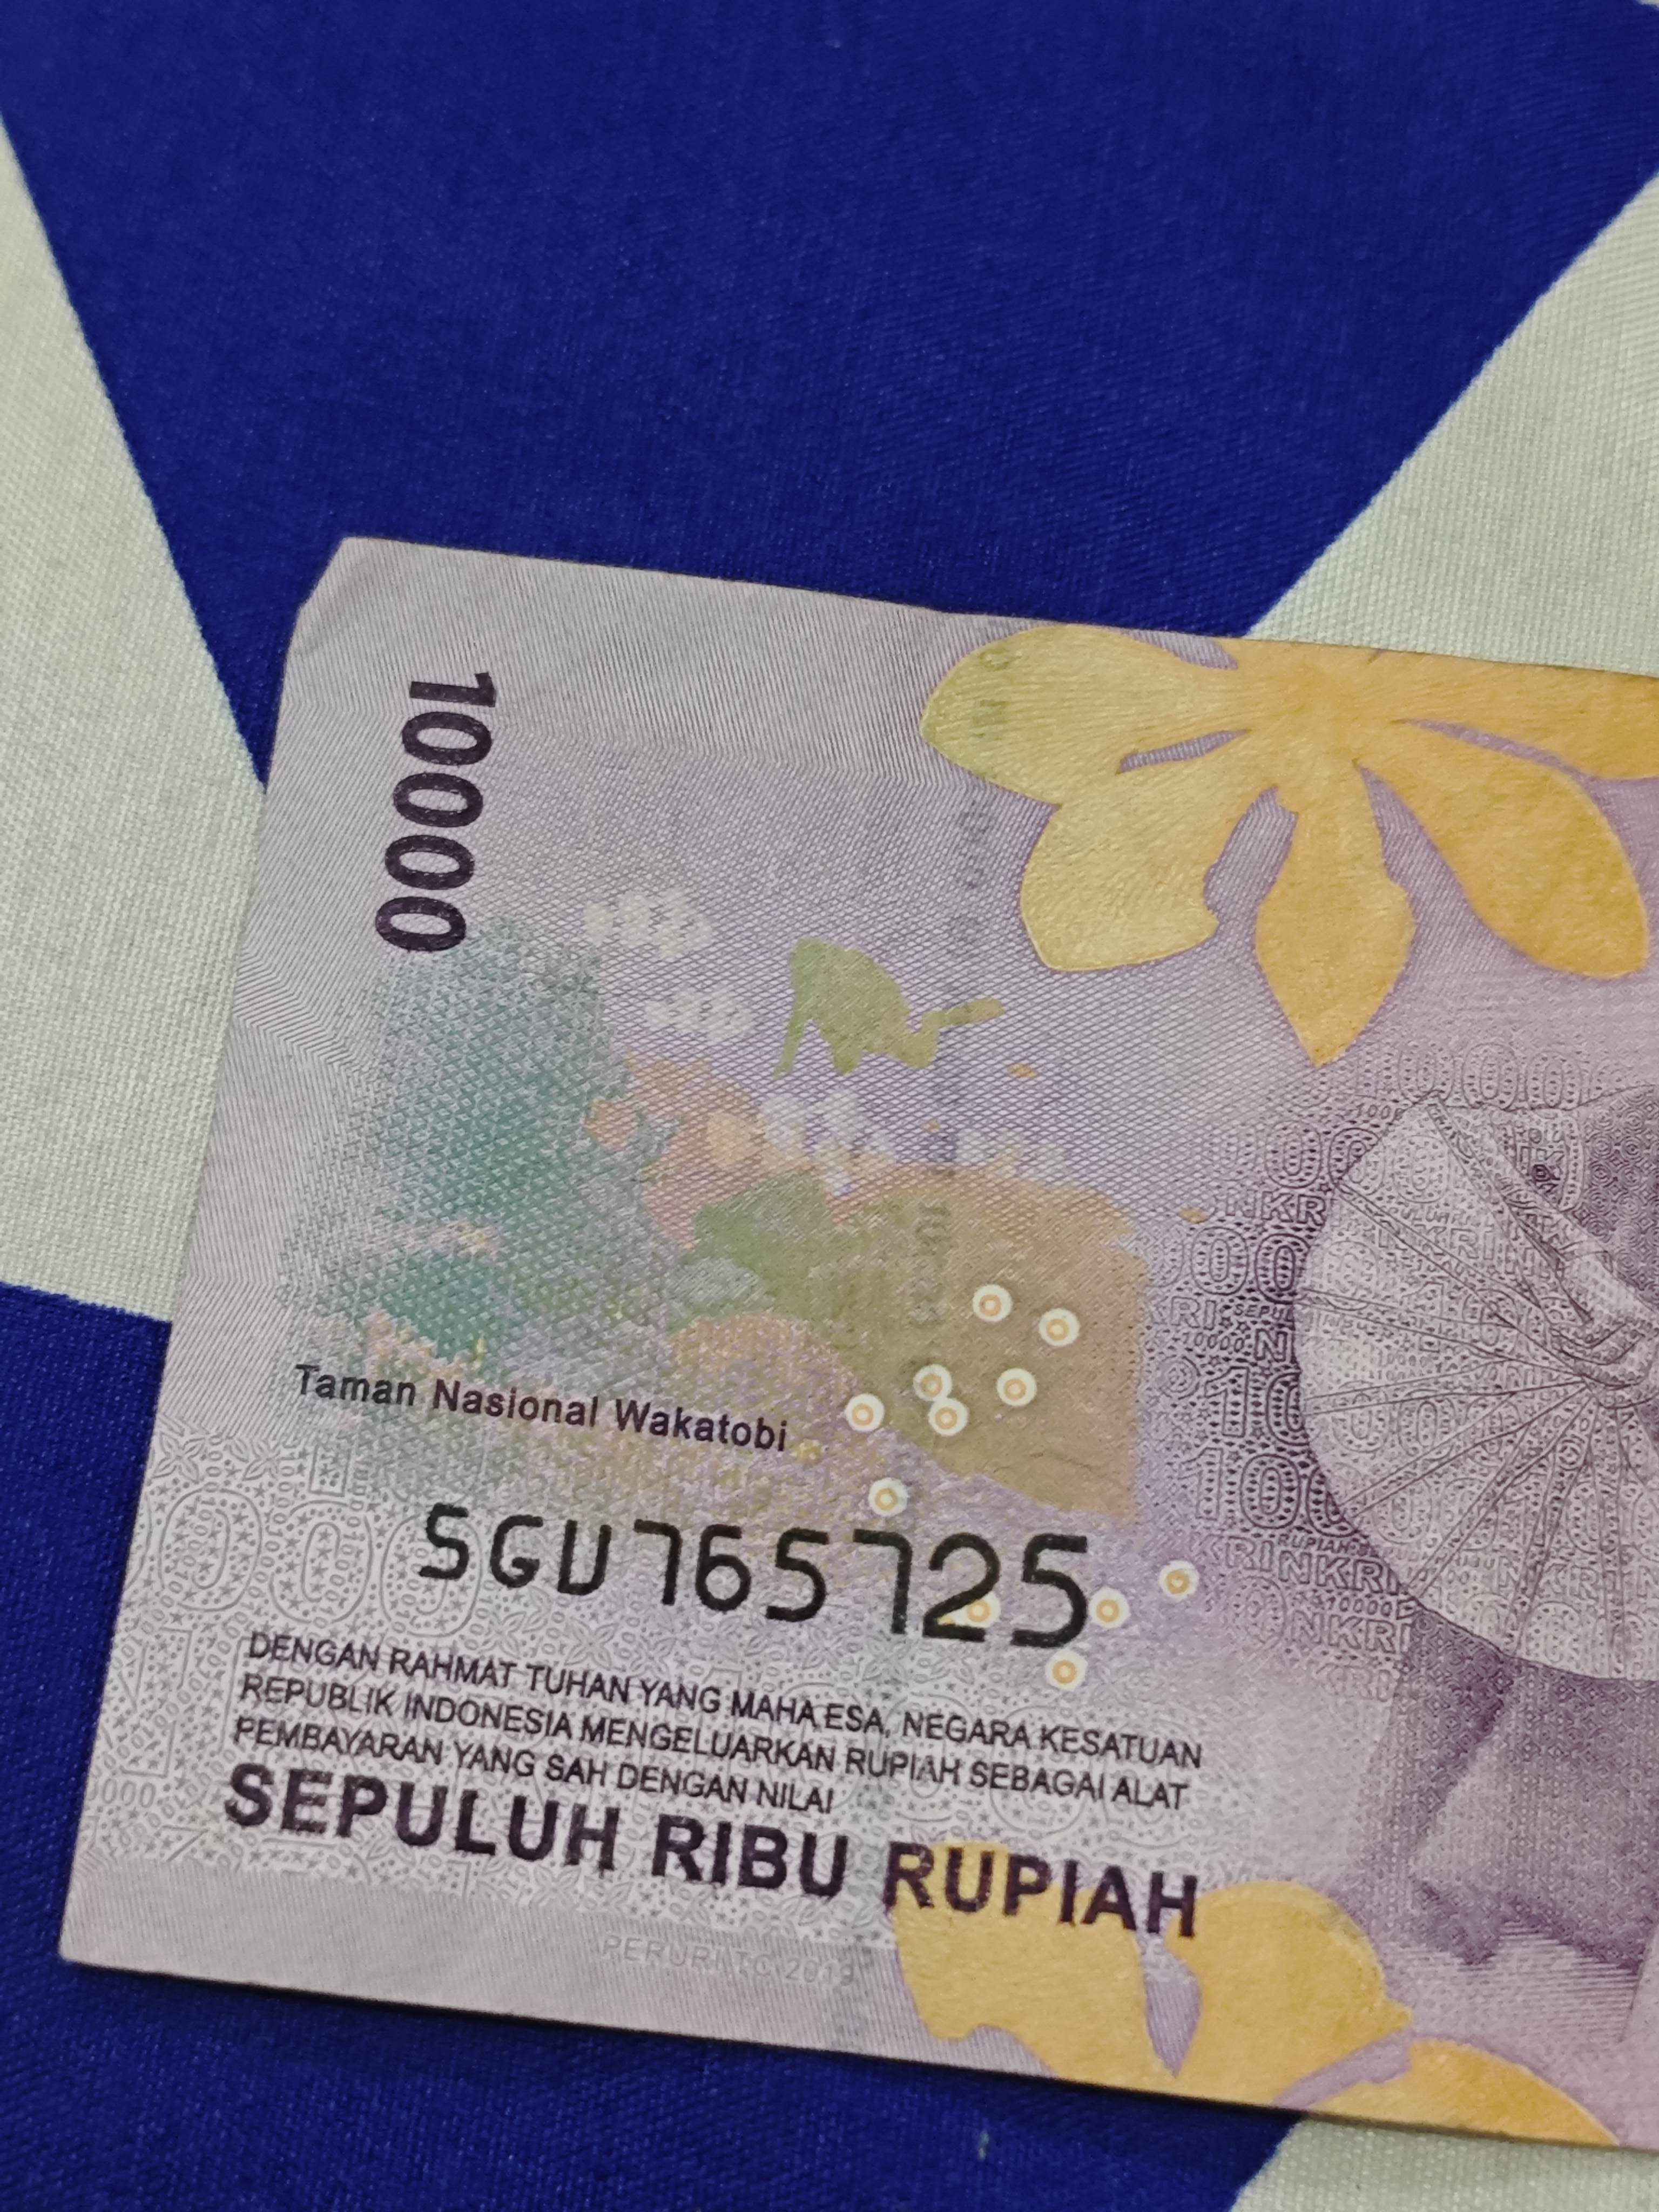 10000
Taman Nasional Wakatobi
SGU765725
DENGAN RAHMAT TUHAN YANG MAHA ESA, NEGARA KESATUAN
REPUBLIK INDONESIA MENGELUARKAN RUPIAH SEBAGAI ALAT
PEMBAYARAN YANG SAH DENGAN NILAI
SEPULUH RIBU RUPIAH